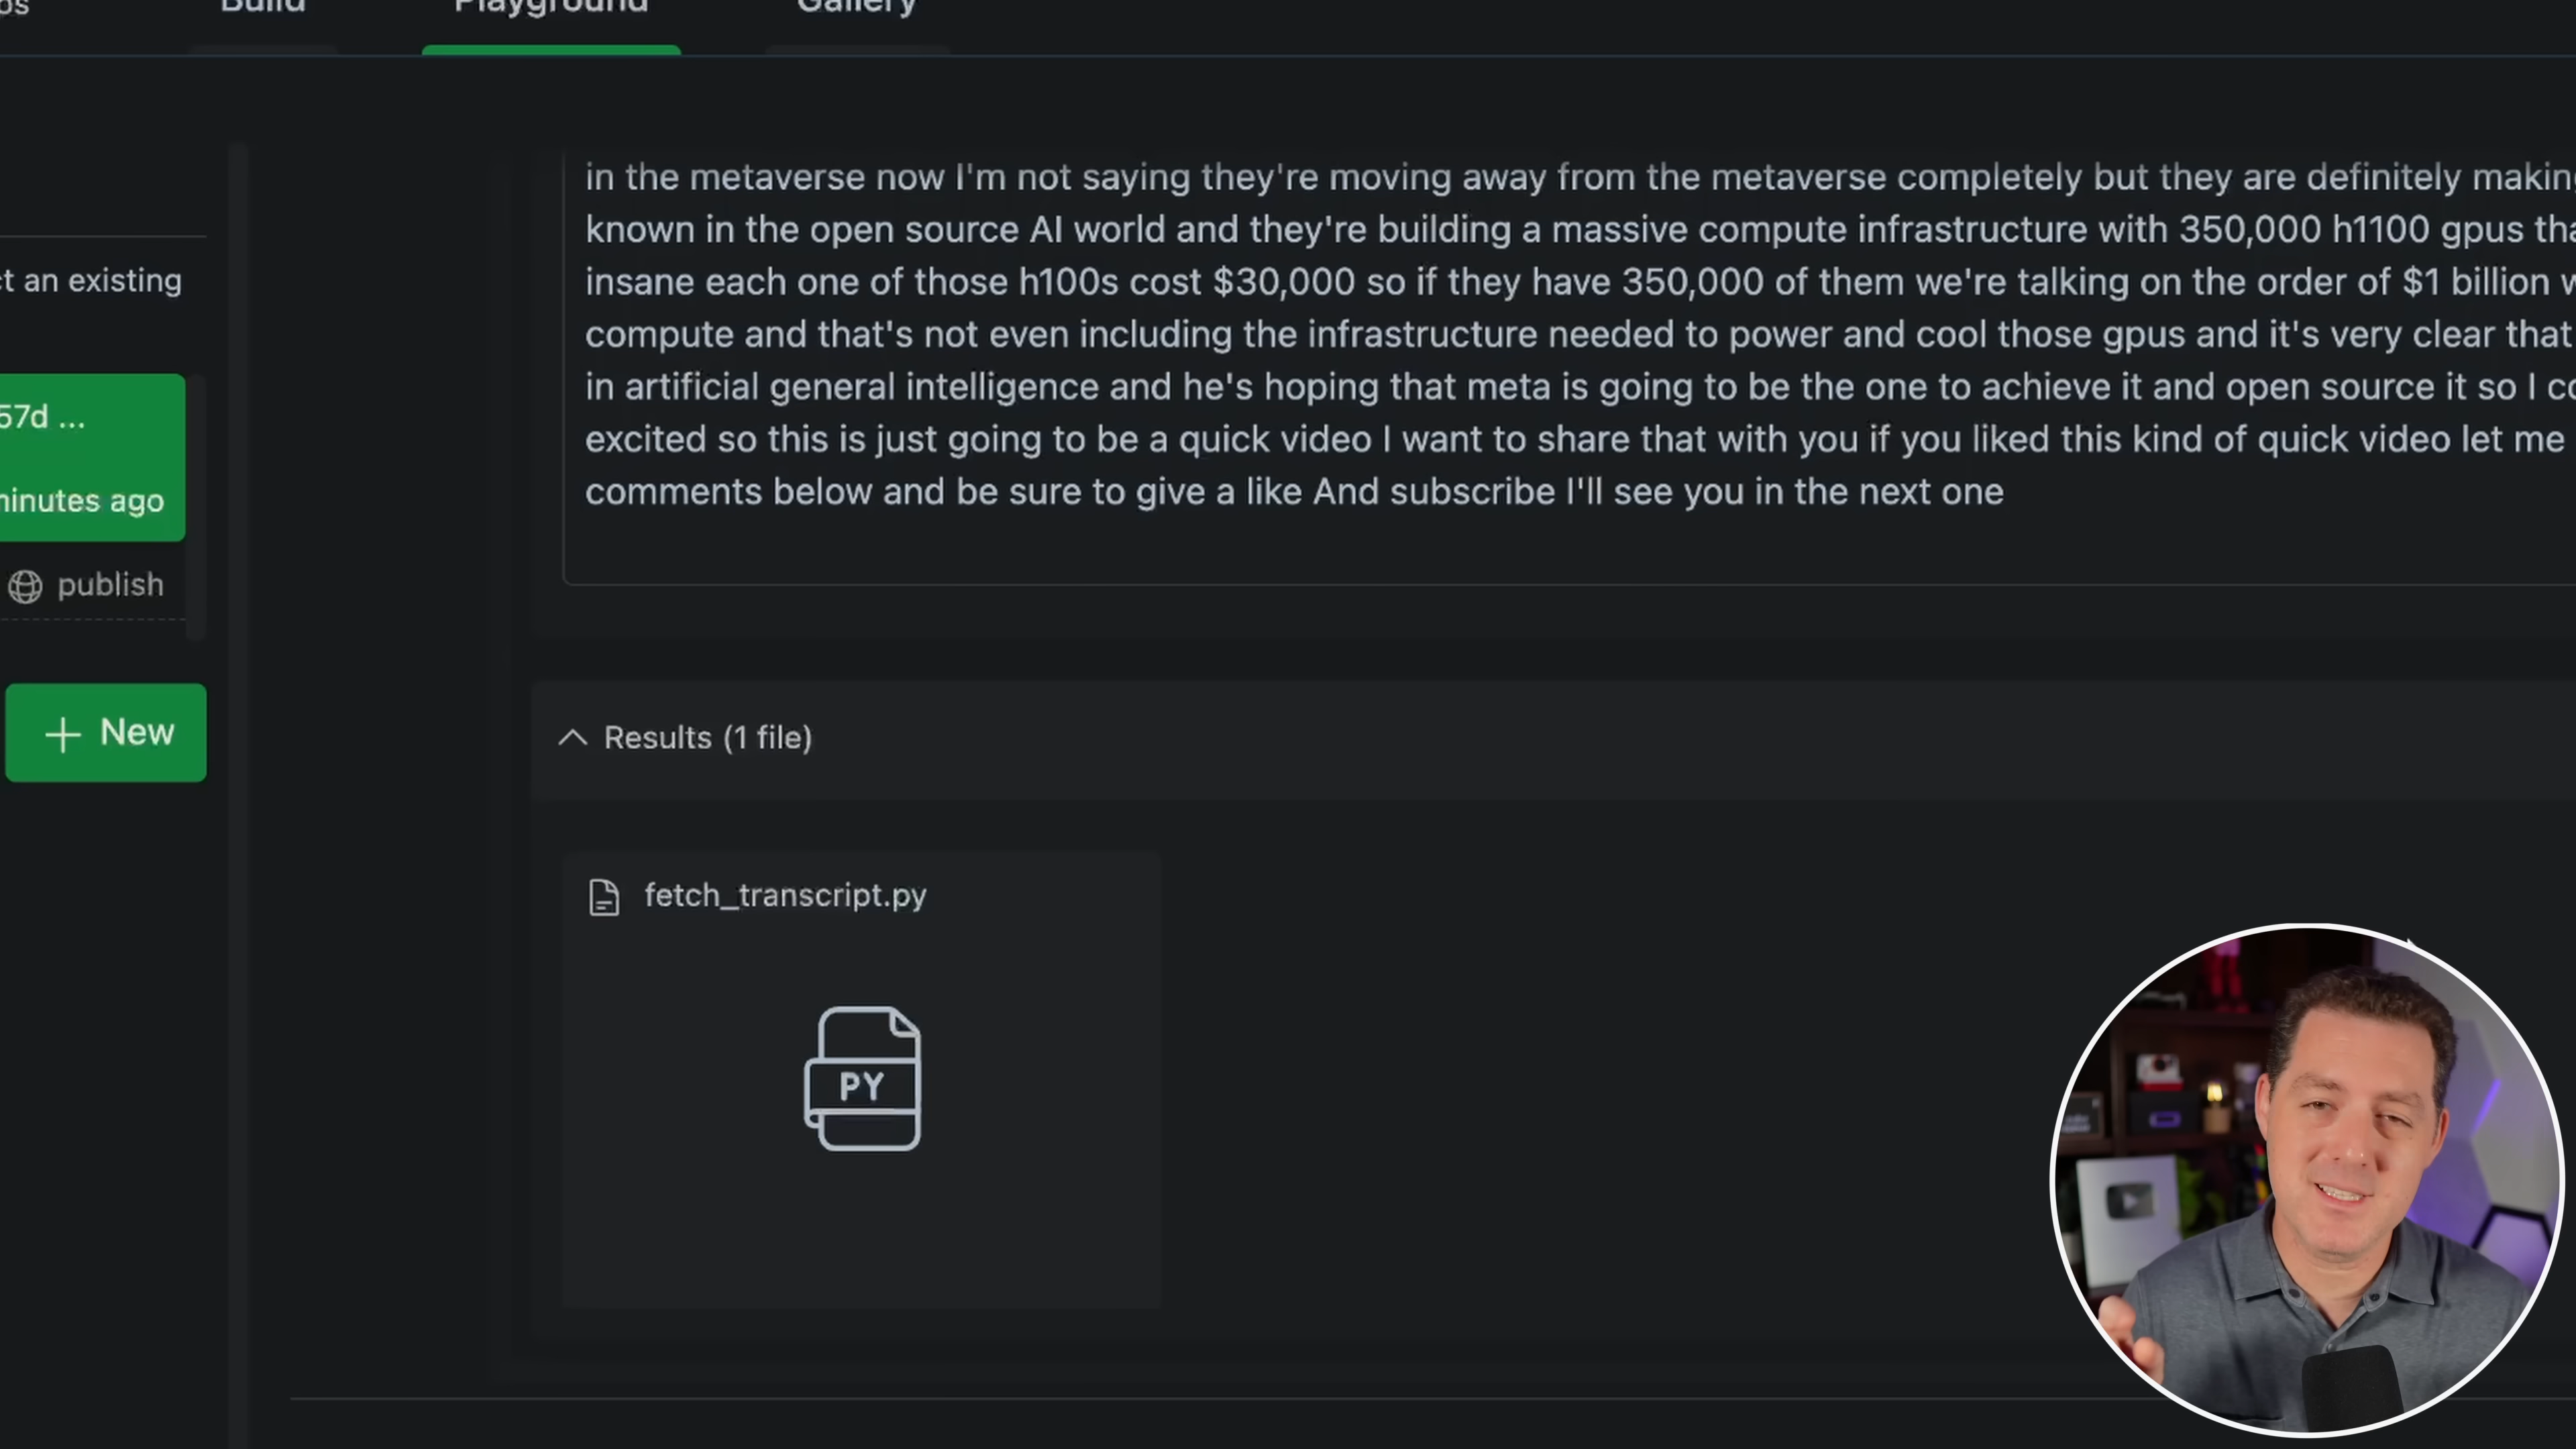 Build Playground Gallery
in the metaverse now I'm not saying they're moving away from the metaverse completely but they are definitely
known in the open source AI world and they're building a massive compute infrastructure with 350,000 h1100 gpus
insane each one of those h100s cost $30,000 so if they have 350,000 of them we're talking on the order of $1 billion
compute and that's not even including the infrastructure needed to power and cool those gpus and it's very clear that
in artificial general intelligence and he's hoping that meta is going to be the one to achieve it and open source it so I
excited so this is just going to be a quick video I want to share that with you if you liked this kind of quick video let me
comments below and be sure to give a like And subscribe I'll see you in the next one
an existing
57d ...
minutes ago
publish
+ New
Results (1 file)
fetch_transcript.py
PY